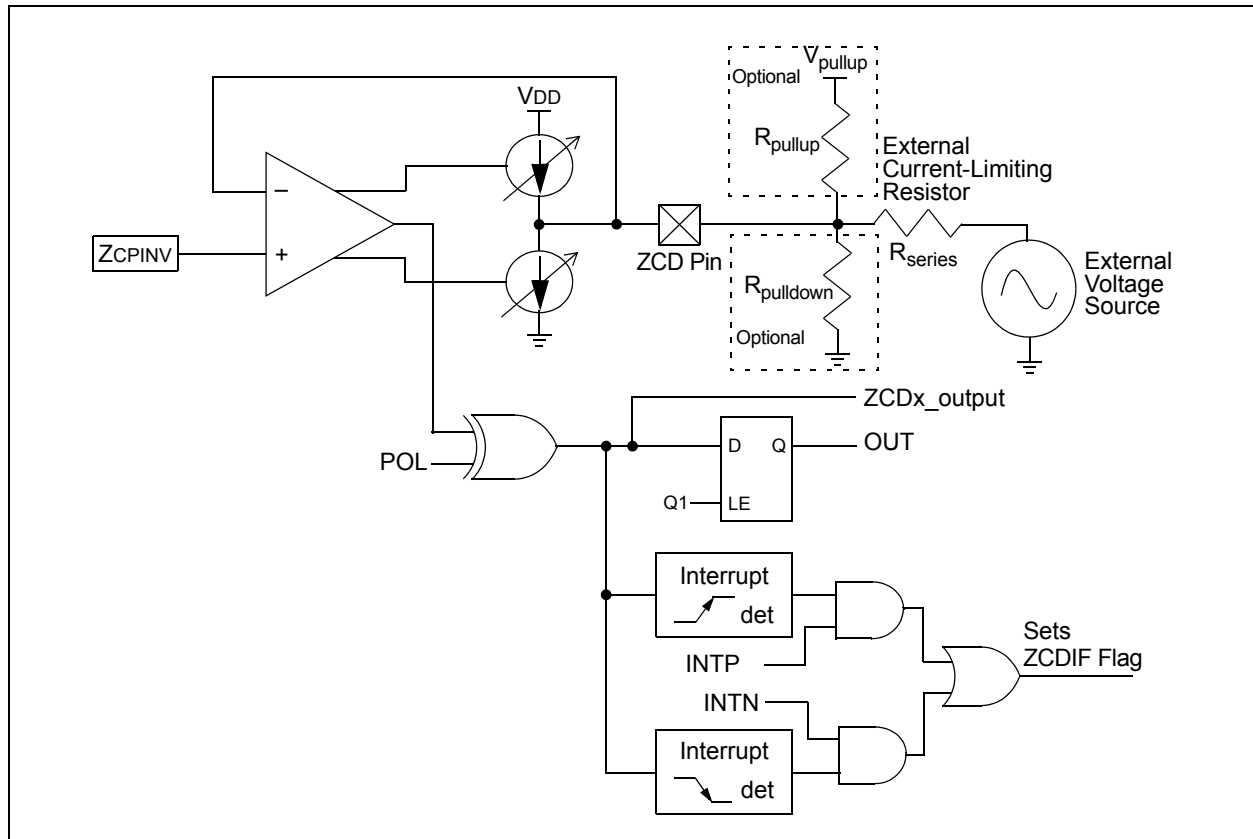 Vpullup
Optional
VDD
Rpullup
External
Current-Limiting
Resistor
−
ZCPINV
+
ZCD Pin
Rseries
Rpulldown
External
Voltage
Source
Optional
ZCDx_output
POL
D
Q
OUT
Q1
LE
Interrupt
det
INTP
Sets
ZCDIF Flag
INTN
Interrupt
det